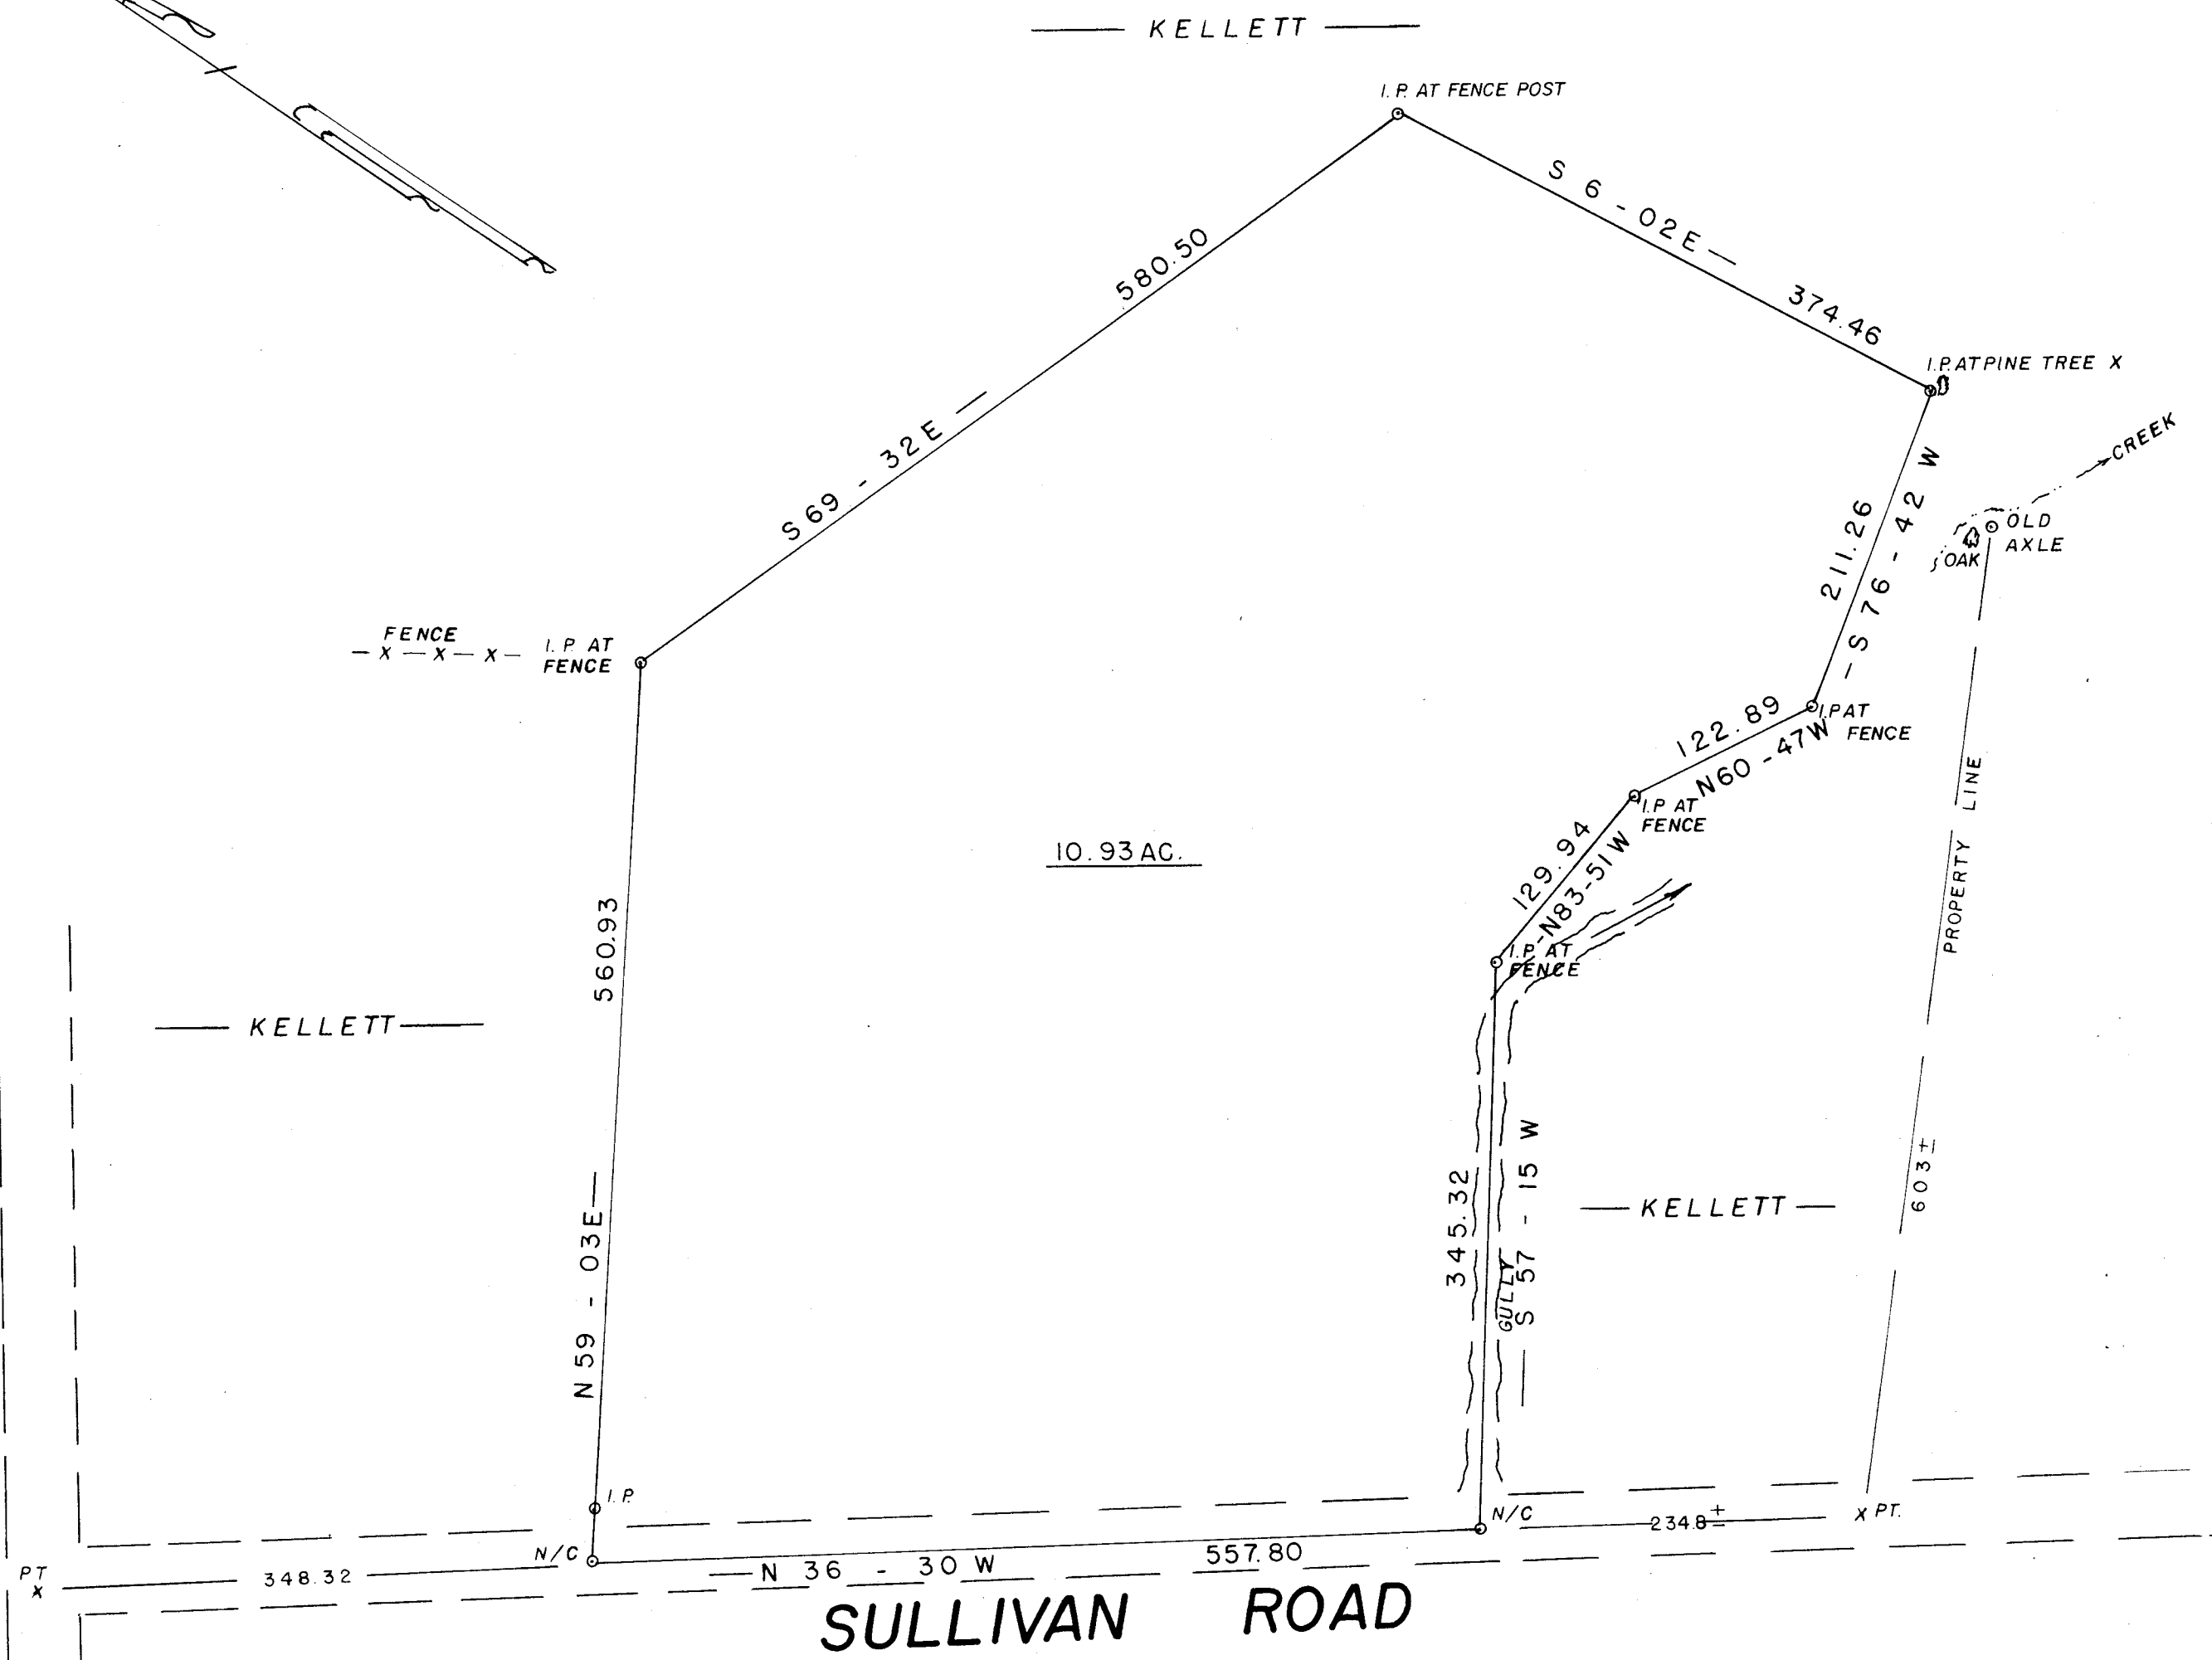 KELLETT
I. P. AT FENCE POST
S 6 - 02 E — 374.46
580.50
S 69 - 32 E —
I.P. AT PINE TREE X
CREEK
OLD
AXLE
OAK
211.26
— S 76 - 42 W
FENCE
— X — X — X —
I. P. AT
FENCE
I.P AT
FENCE
122.89
N60 - 47W
I.P AT
FENCE
129.94
-N83-51W
I.P. AT
FENCE
10.93 AC.
PROPERTY LINE
603±
560.93
N 59 - 03E —
KELLETT
345.32
GULLY
S 57 - 15 W
KELLETT
I. P.
N/C
N/C
234.8±
X PT.
PT
X
348.32
N 36 - 30 W
557.80
SULLIVAN ROAD